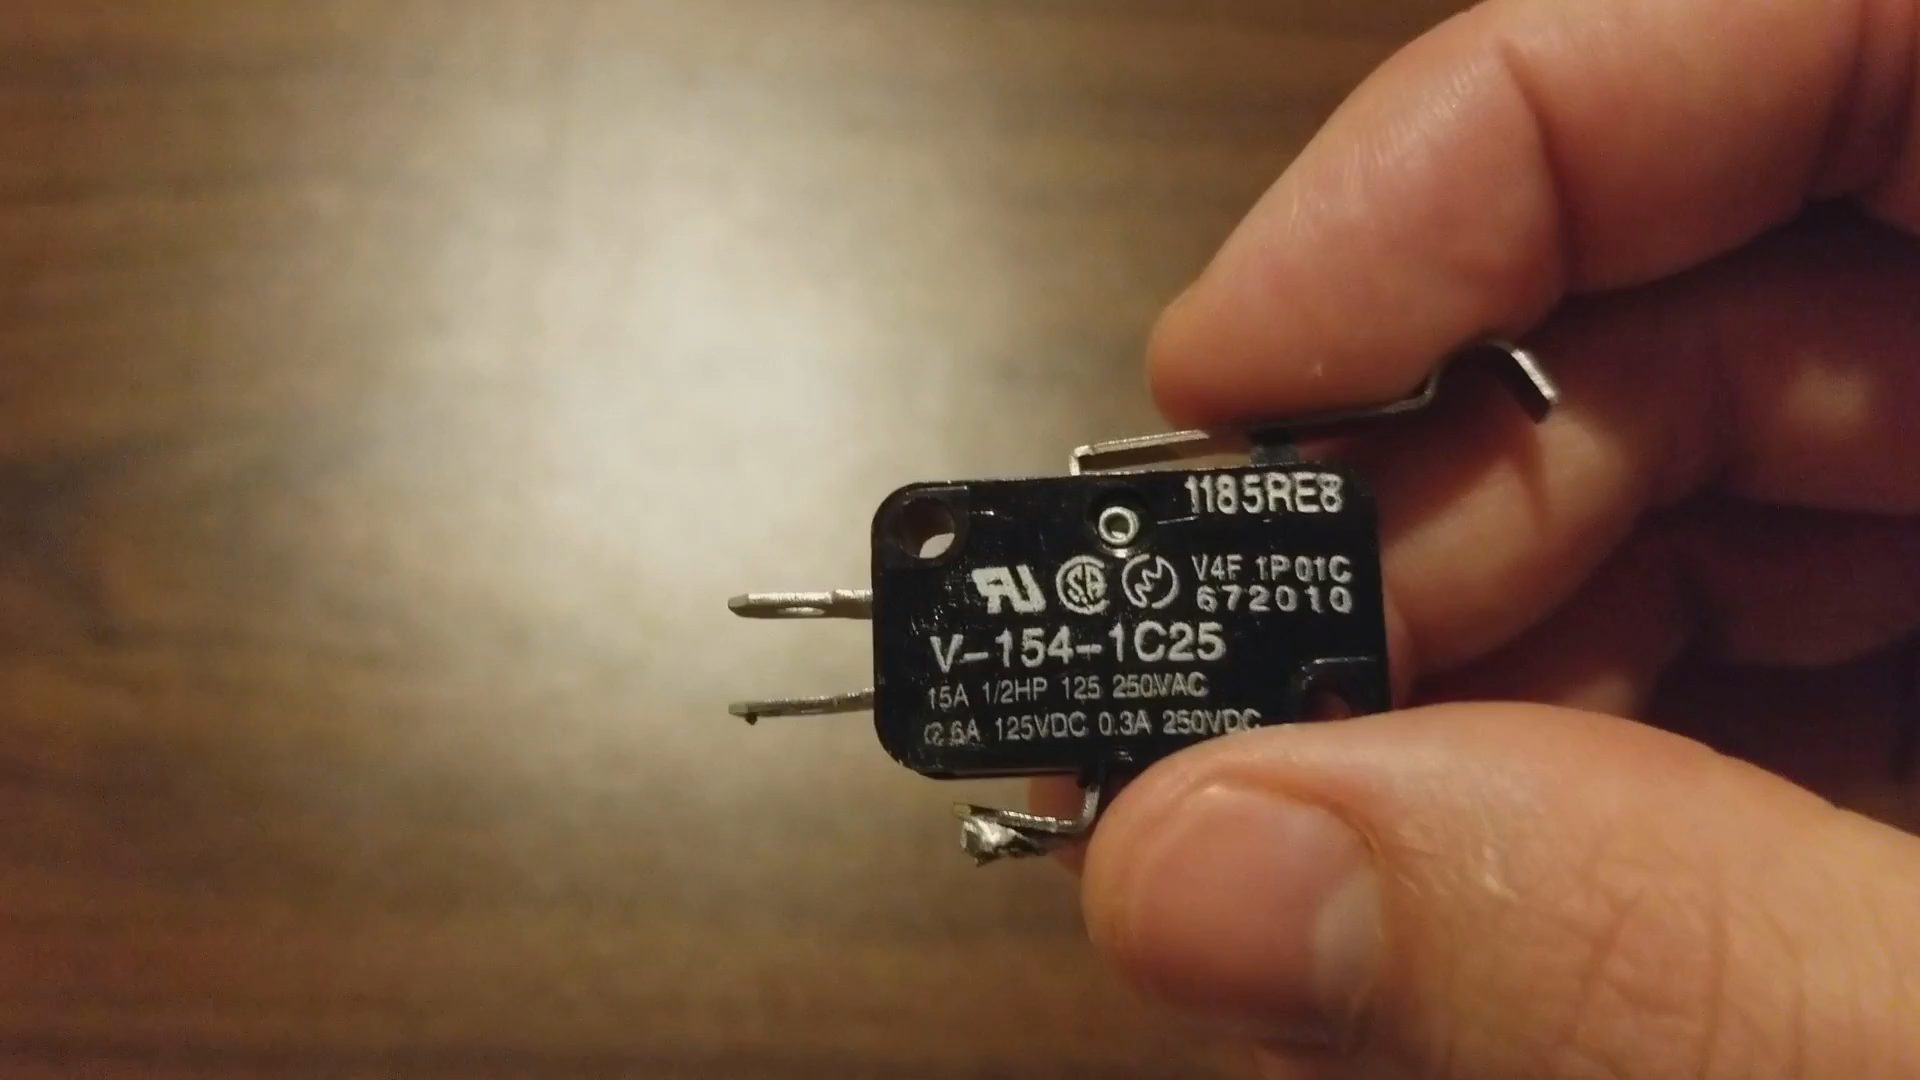 1185RE8
V4F 1P01C
672010
V-154-1C25
15A 1/2HP 125 250VAC
0.6A 125VDC 0.3A 250VDC